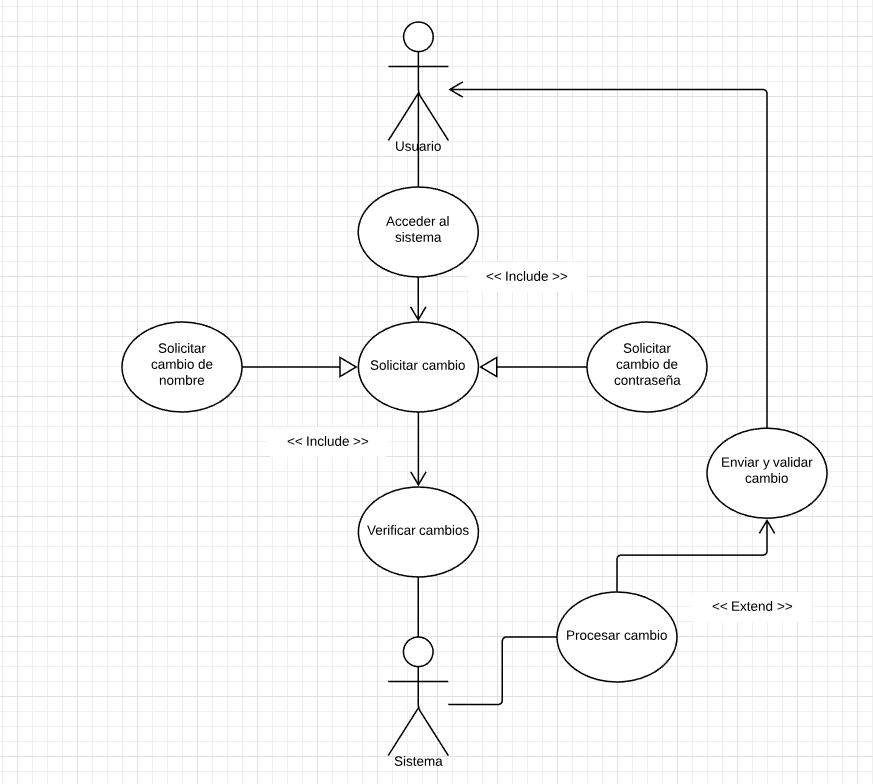 Usuario
Acceder al
sistema
<< Include >>
Solicitar
cambio de
nombre
Solicitar cambio
Solicitar
cambio de
contraseña
<< Include >>
Enviar y validar
cambio
Verificar cambios
<< Extend >>
Procesar cambio
Sistema